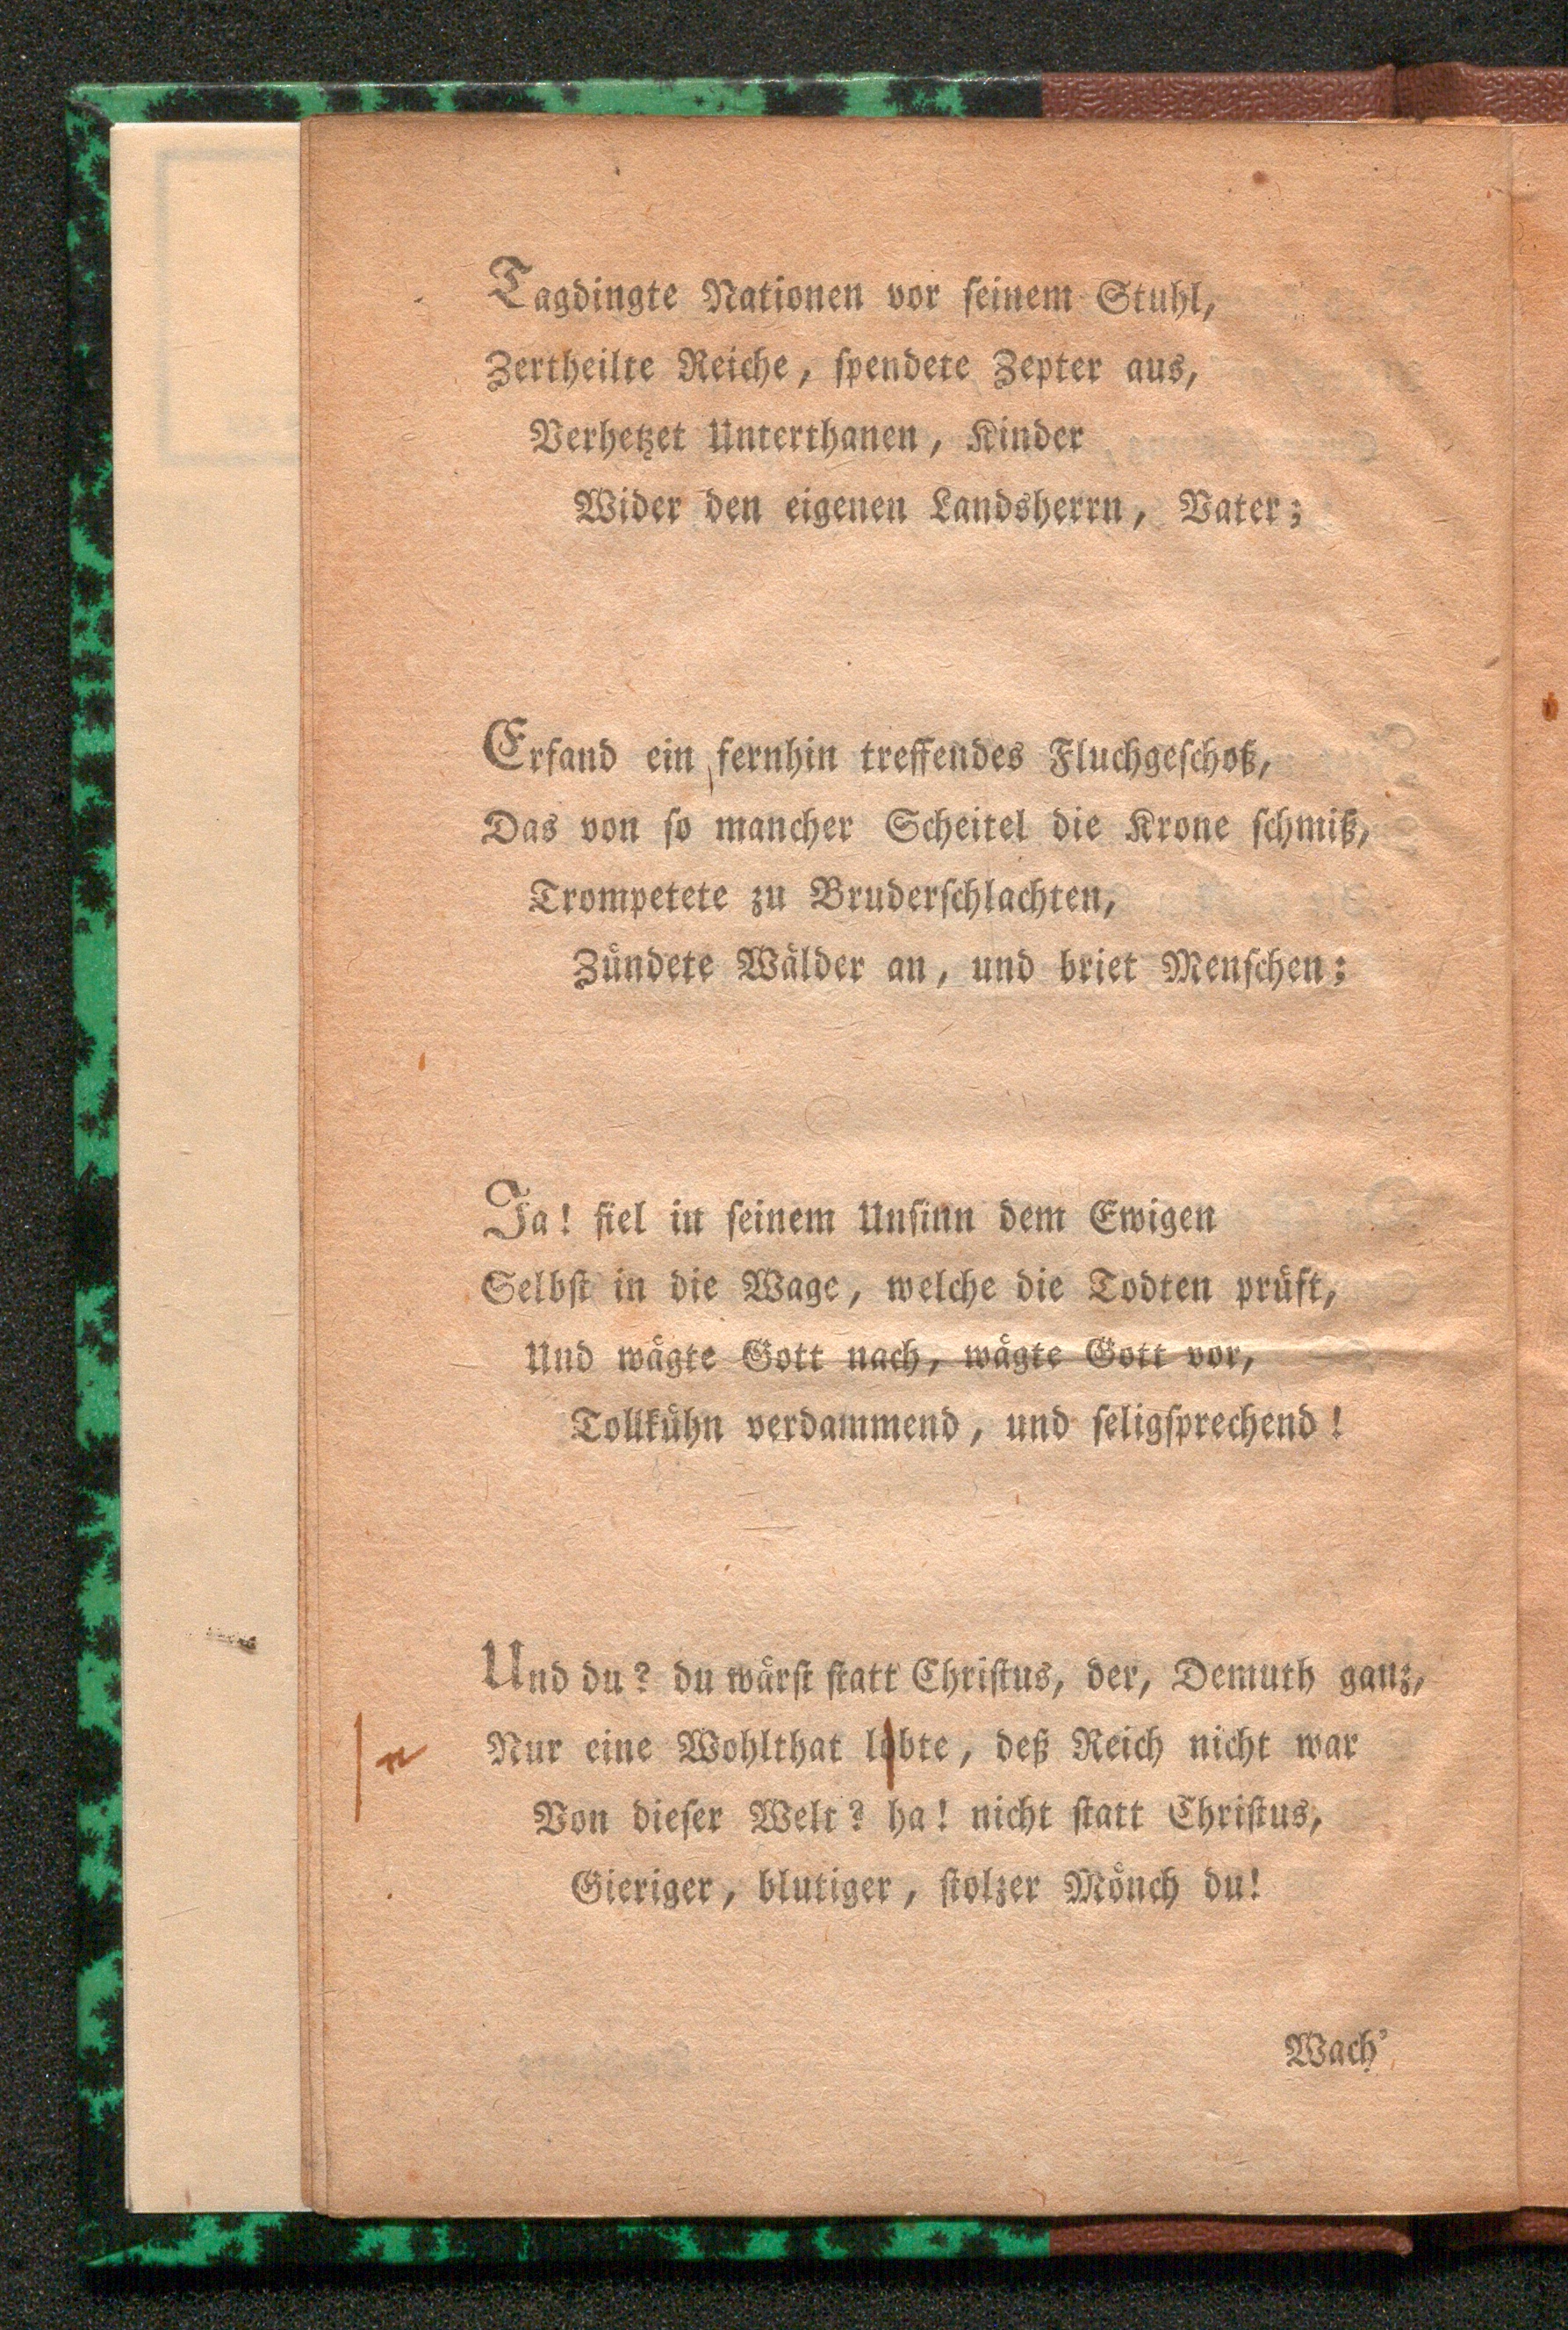 Tagdingte Nationen vor ſeinem Stuhl,
Zertheilte Reiche, ſpendete Zepter aus,
Verhetzet Unterthanen, Kinder
Wider den eigenen Landsherrn, Vater;
Erfand ein fernhin treffendes Fluchgeſchoß,
Das von ſo mancher Scheitel die Krone ſchmiß,
Trompetete zu Bruderſchlachten,
Zündete Wälder an, und briet Menſchen;
Ja! fiel in ſeinem Unſinn dem Ewigen
Selbſt in die Wage, welche die Todten prüft,
Und wägte Gott nach, wägte Gott vor,
Tollkühn verdammend, und ſeligſprechend!
Und du? du wärſt ſtatt Chriſtus, der, Demuth ganz,
Nur eine Wohlthat lebte, deß Reich nicht war
Von dieſer Welt? ha! nicht ſtatt Chriſtus,
Gieriger, blutiger, ſtolzer Mönch du!
Wach'